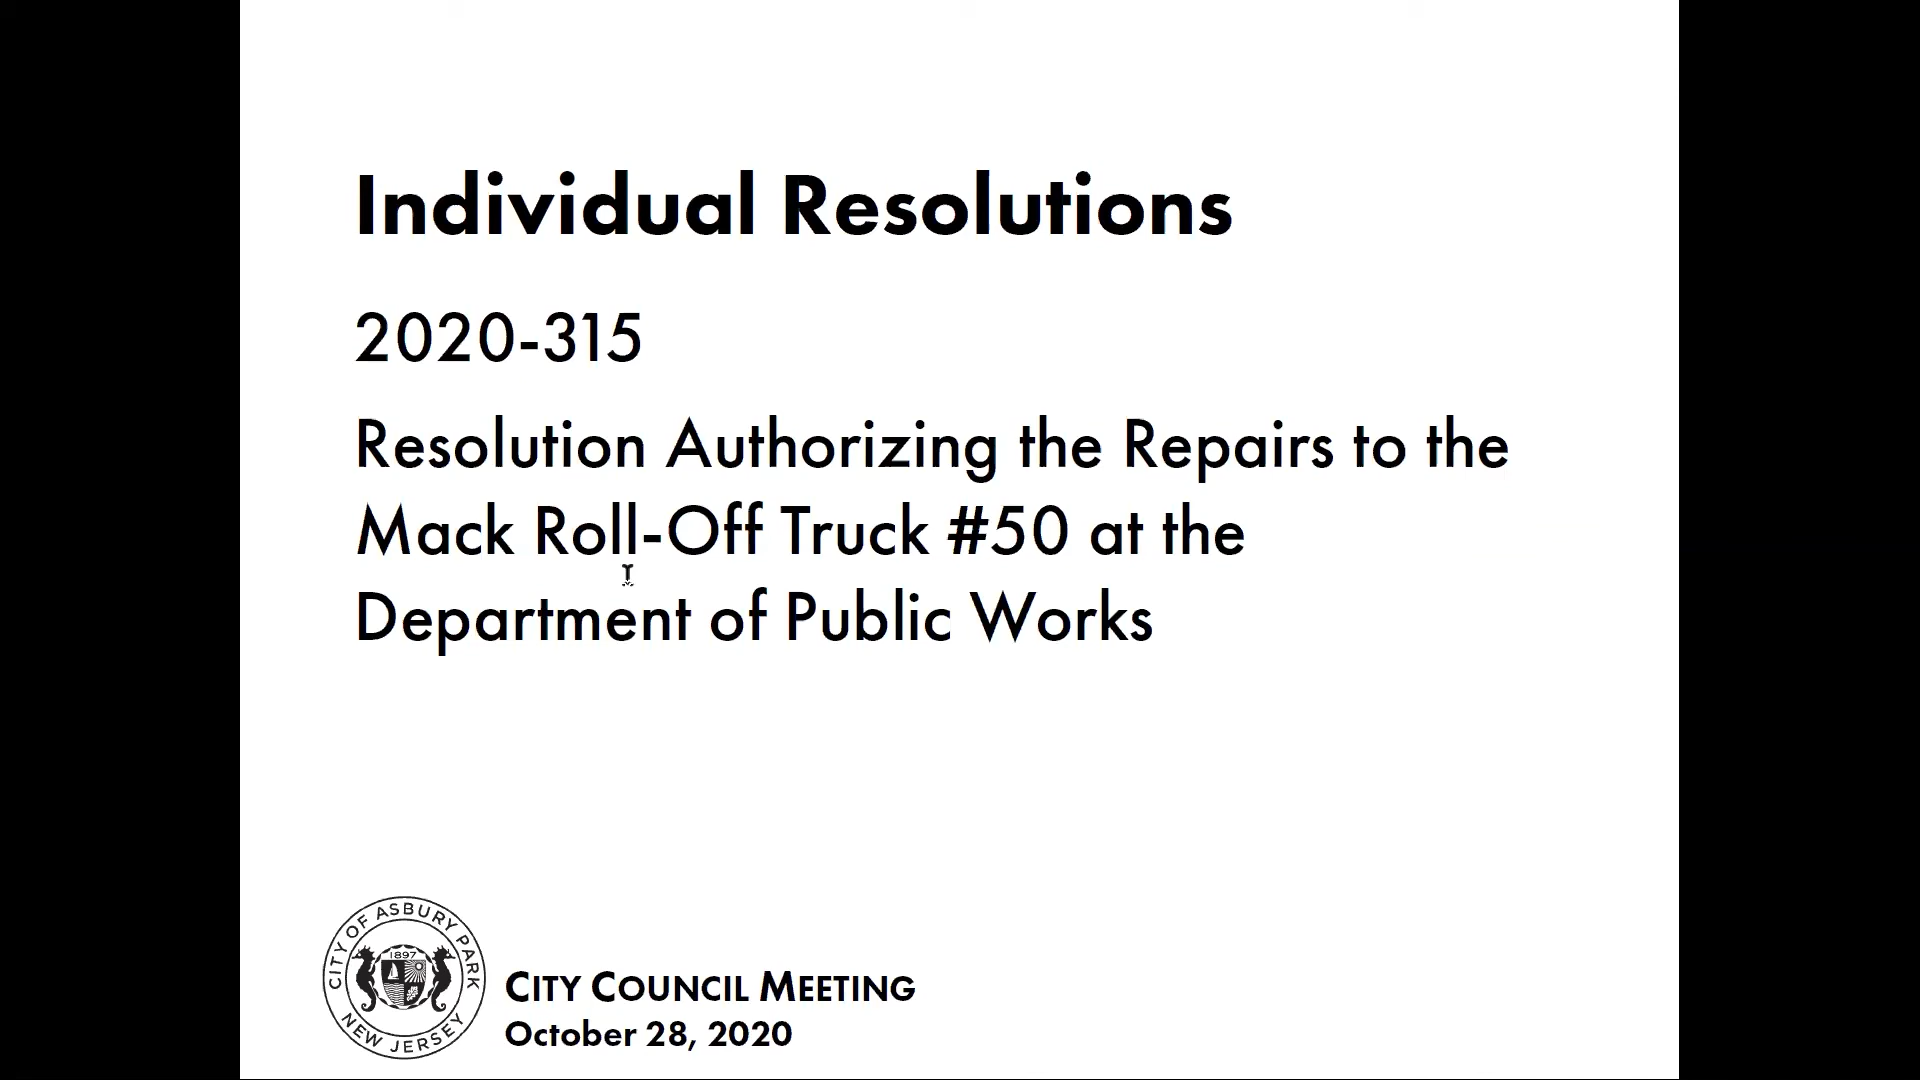 Individual Resolutions
2020-315
Resolution Authorizing the Repairs to the
Mack Roll-Off Truck #50 at the
Department of Public Works
CITY OF ASBURY PARK
1897
NEW JERSEY
CITY COUNCIL MEETING
October 28, 2020